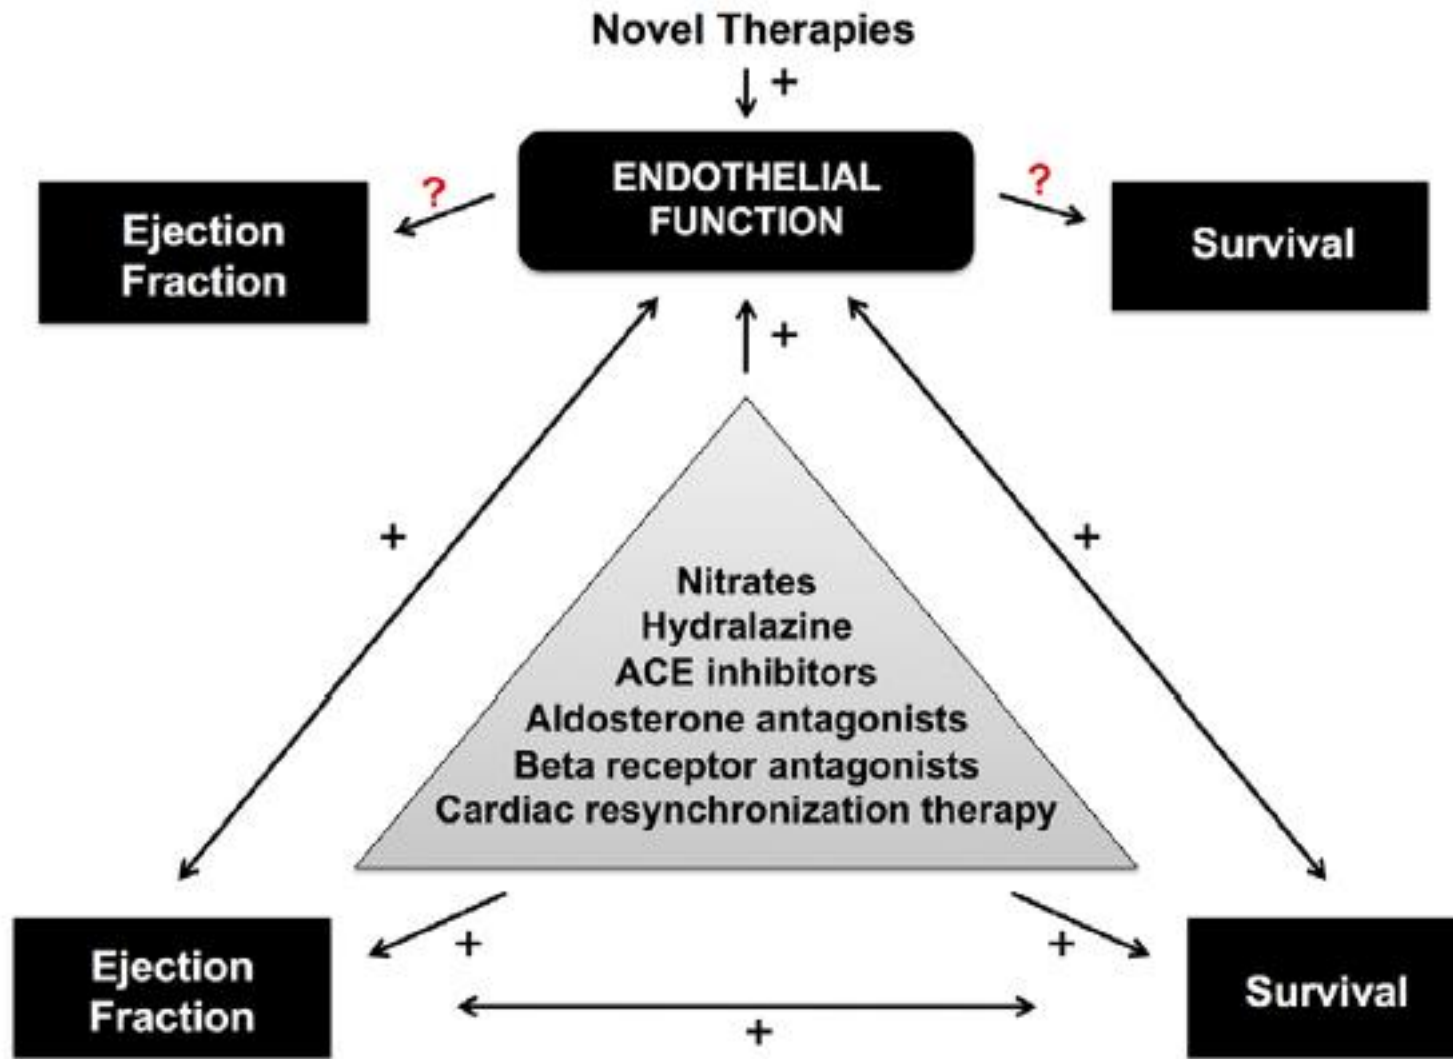 Novel Therapies
+
ENDOTHELIAL
FUNCTION
?
?
Ejection
Fraction
Survival
+
+
+
Nitrates
Hydralazine
ACE inhibitors
Aldosterone antagonists
Beta receptor antagonists
Cardiac resynchronization therapy
+
+
Ejection
Fraction
Survival
+